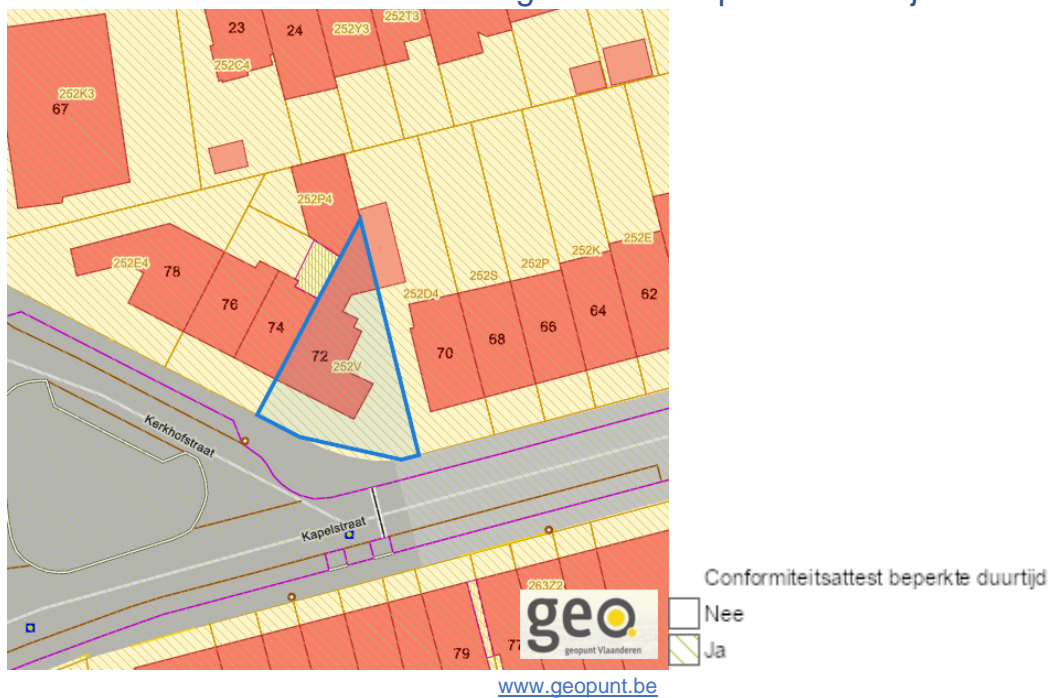 23
24
252Y3
252T3
252C4
252K3
67
252P4
252E4
78
76
74
72
252V
252D4
252S
252P
252K
252E
70
68
66
64
62
Kerkhofstraat
Kapelstraat
263Z2
79
geo.
geopunt Vlaanderen
Conformiteitsattest beperkte duurtijd
Nee
Ja
www.geopunt.be